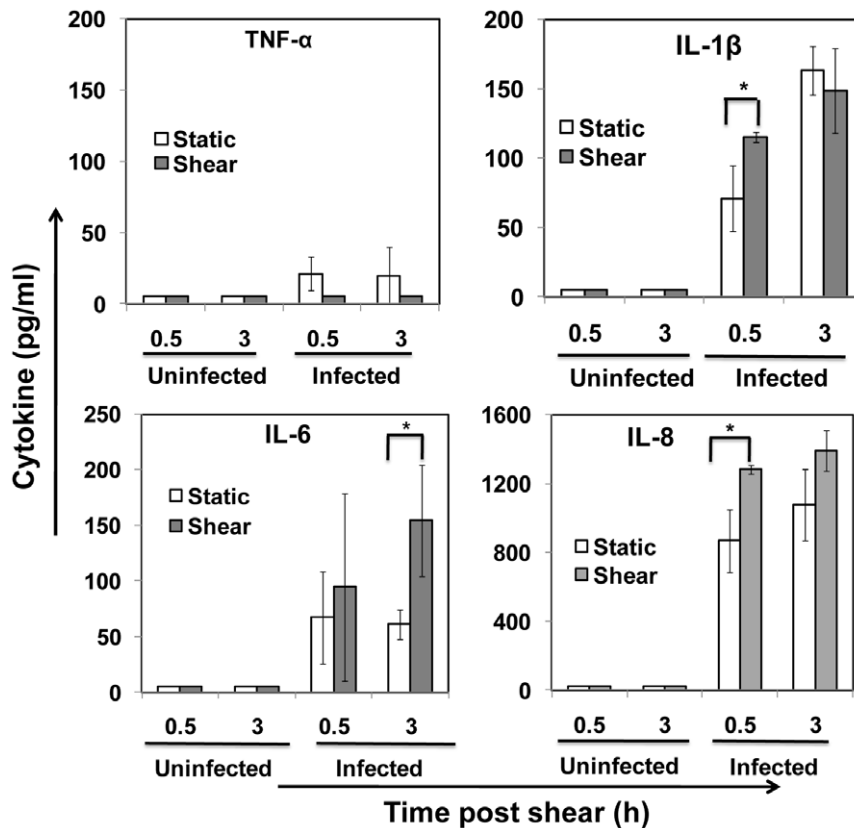 TNF-α
200
150
100
50
0
Static
Shear
0.5 3 0.5 3
Uninfected Infected
IL-1β
200
150
100
50
0
*
Static
Shear
0.5 3 0.5 3
Uninfected Infected
Cytokine (pg/ml)
IL-6
250
200
150
100
50
0
*
Static
Shear
0.5 3 0.5 3
Uninfected Infected
IL-8
1600
1200
800
400
0
*
Static
Shear
0.5 3 0.5 3
Uninfected Infected
Time post shear (h)